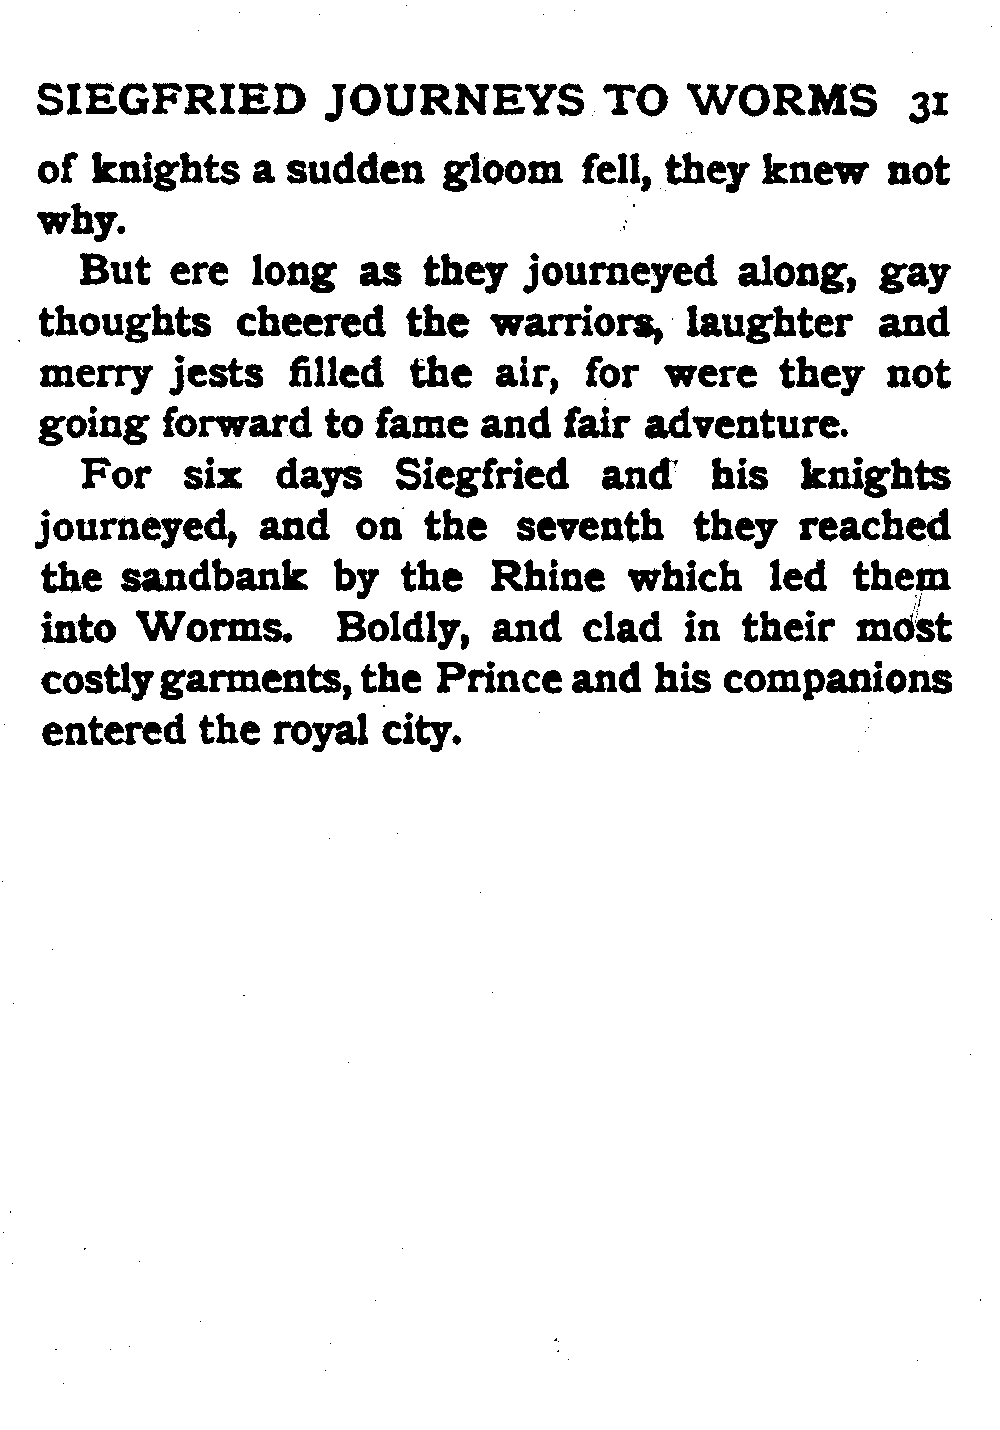 SIEGFRIED JOURNEYS TO WORMS 31
of knights a sudden gloom fell, they knew not
why.
But ere long as they journeyed along, gay
thoughts cheered the warriors, laughter and
merry jests filled the air, for were they not
going forward to fame and fair adventure.
For six days Siegfried and his knights
journeyed, and on the seventh they reached
the sandbank by the Rhine which led them
into Worms. Boldly, and clad in their most
costly garments, the Prince and his companions
entered the royal city.